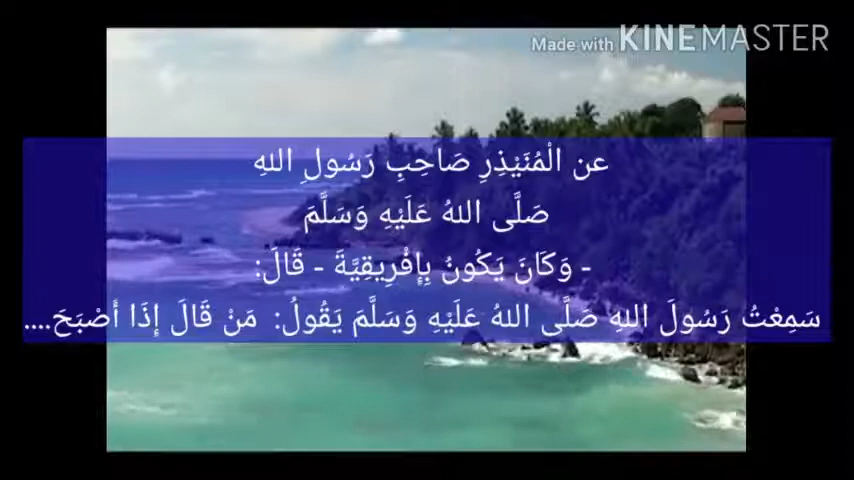 Made with KINEMASTER
عن الْمُنَيْذِرِ صَاحِبِ رَسُولِ اللهِ
صَلَّى اللهُ عَلَيْهِ وَسَلَّمَ
- وَكَانَ يَكُونُ بِإِفْرِيقِيَّةَ - قَالَ:
سَمِعْتُ رَسُولَ اللهِ صَلَّى اللهُ عَلَيْهِ وَسَلَّمَ يَقُولُ: مَنْ قَالَ إِذَا أَصْبَحَ....